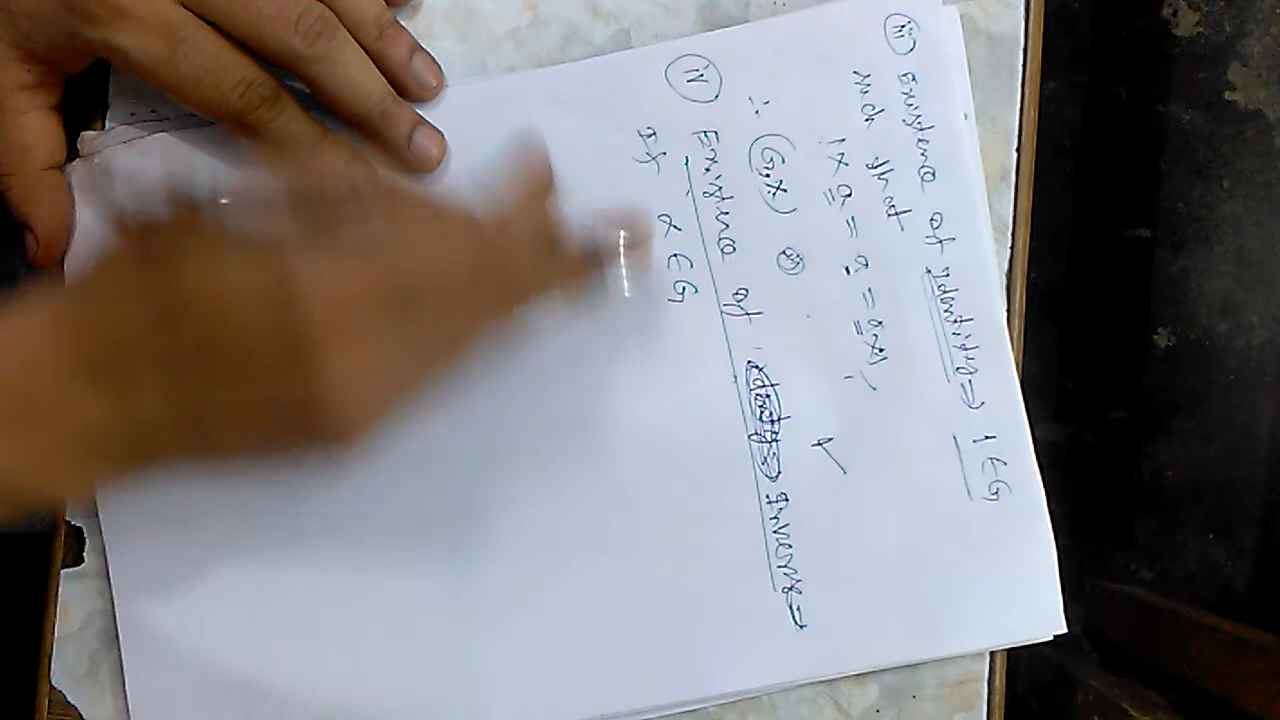 (iii) Existence of Identity ⇒ 1 ∈ G,
such that
1 × a = a = a × 1,
∴ (G, ×)
(iv) Existence of Inverse ⇒
If α ∈ G,